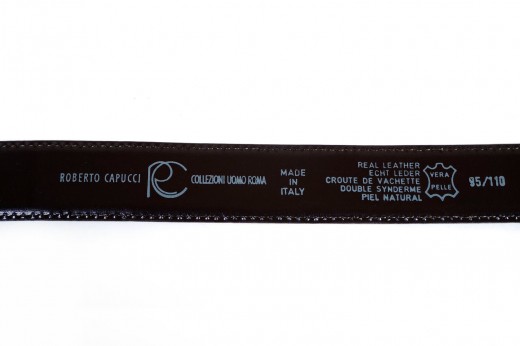 ROBERTO CAPUCCI
RC
COLLEZIONI UOMO ROMA
MADE
IN
ITALY
REAL LEATHER
ECHT LEDER
CROUTE DE VACHETTE
DOUBLE SYNDERME
PIEL NATURAL
VERA
PELLE
95/110